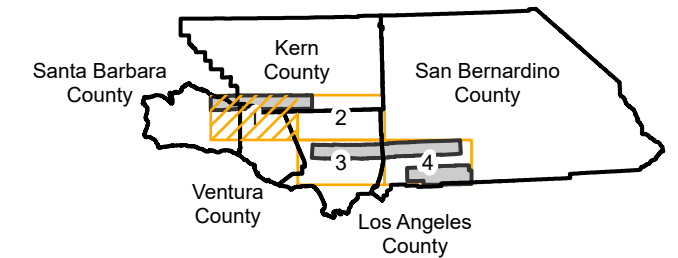 Kern
County
Santa Barbara
County
San Bernardino
County
1
2
3
4
Ventura
County
Los Angeles
County